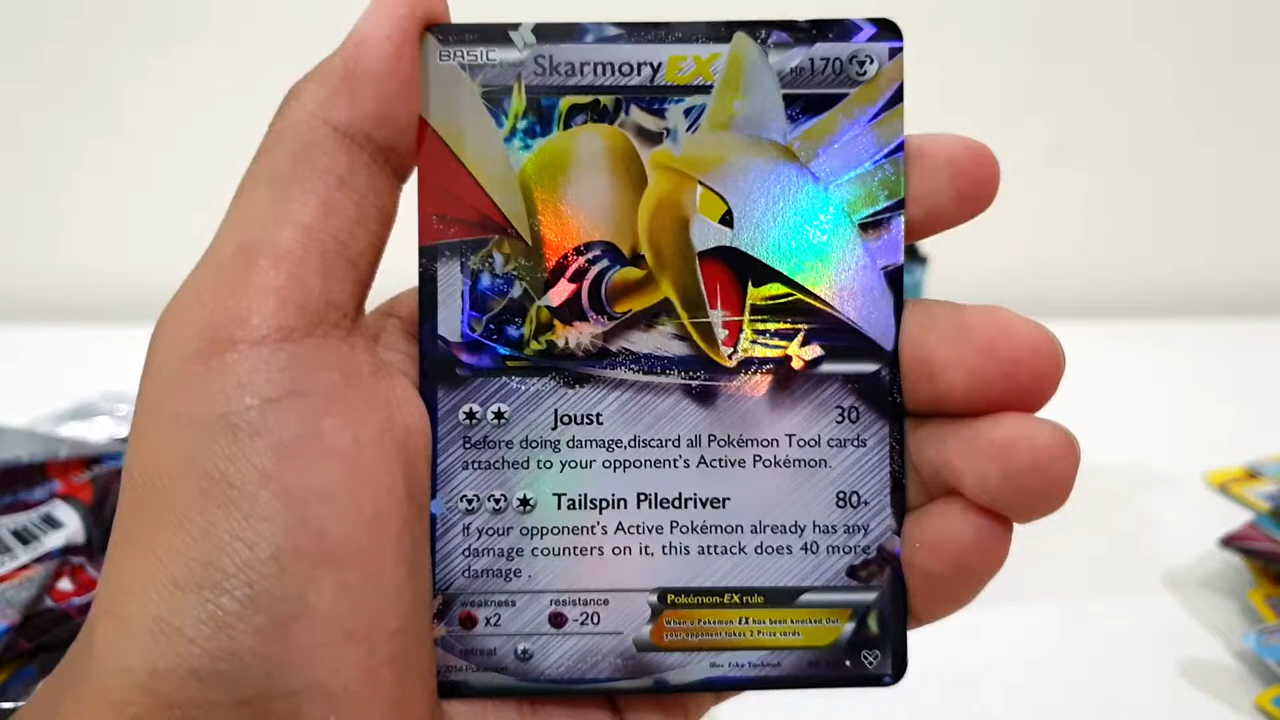 BASIC Skarmory EX HP170
Joust 30
Before doing damage,discard all Pokémon Tool cards
attached to your opponent's Active Pokémon.
Tailspin Piledriver 80+
If your opponent's Active Pokémon already has any
damage counters on it, this attack does 40 more
damage .
weakness resistance
x2 -20
Pokémon-EX rule
When a Pokémon EX has been knocked Out,
your opponent takes 2 Prize cards.
retreat
©2014 Pokémon Illus.